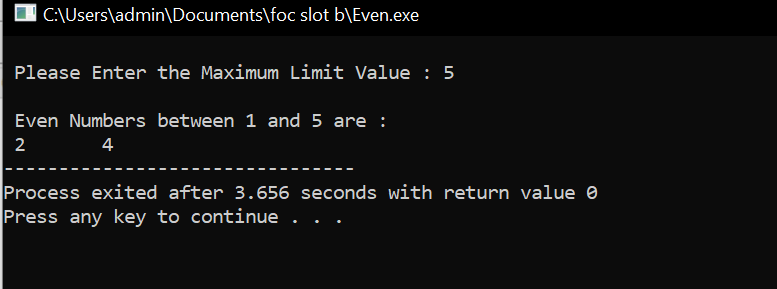 C:\Users\admin\Documents\foc slot b\Even.exe
Please Enter the Maximum Limit Value : 5
Even Numbers between 1 and 5 are :
2 4
--------------------------------
Process exited after 3.656 seconds with return value 0
Press any key to continue . . .